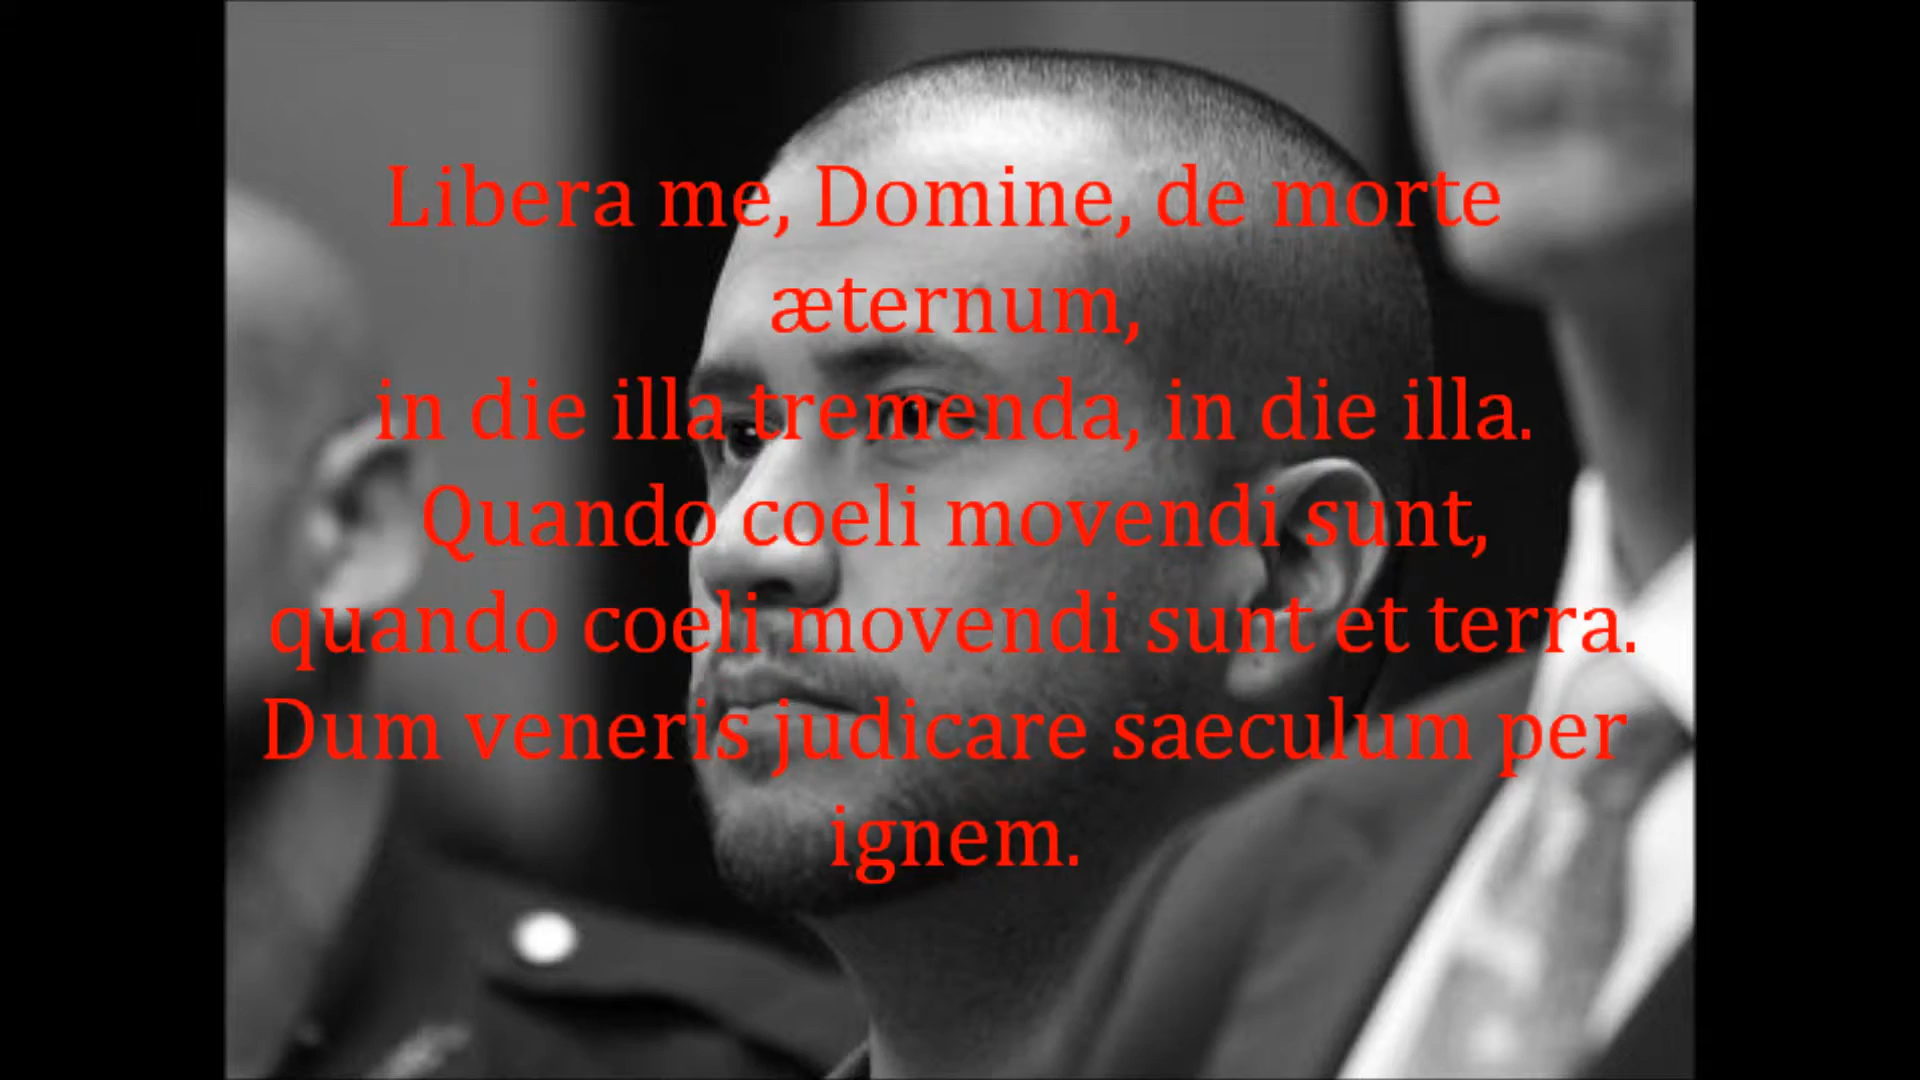 Libera me, Domine, de morte
æternum,
in die illa tremenda, in die illa.
Quando coeli movendi sunt,
quando coeli movendi sunt et terra.
Dum veneris judicare saeculum per
ignem.